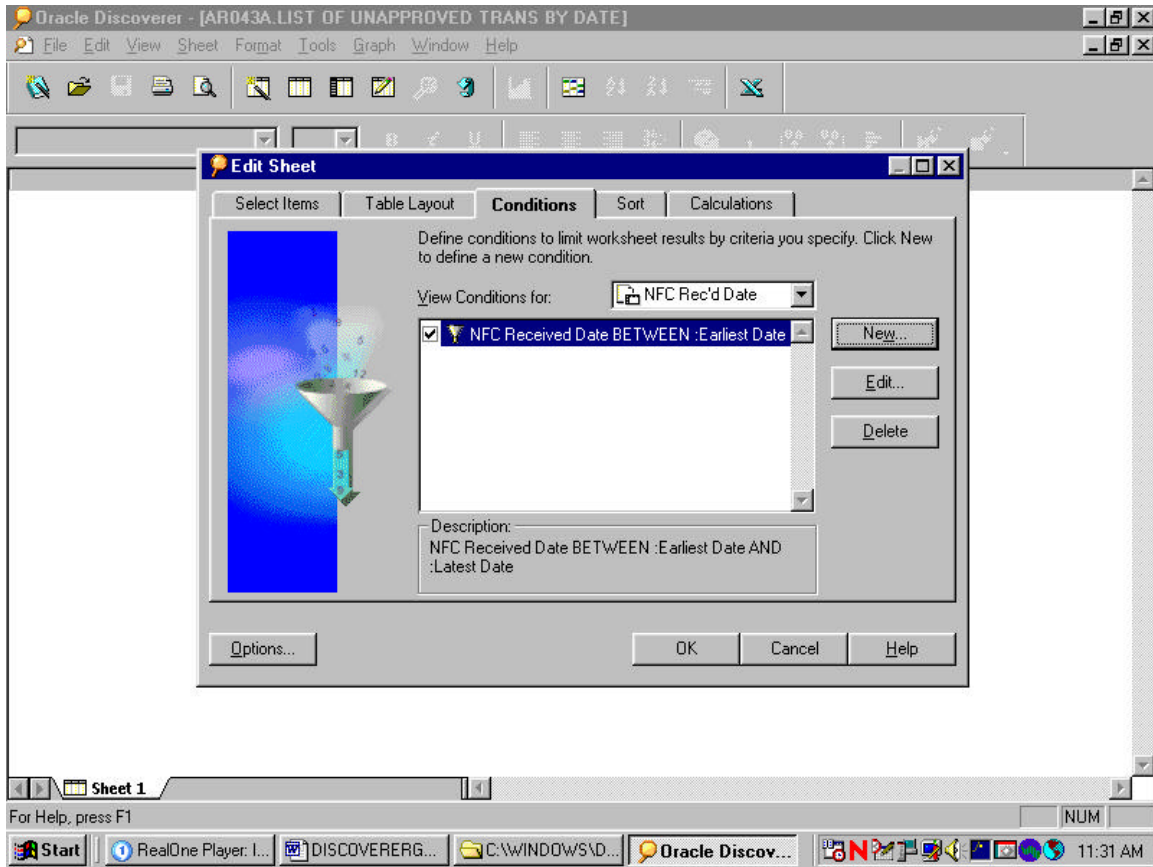 Oracle Discoverer - [AR043A.LIST OF UNAPPROVED TRANS BY DATE]
File Edit View Sheet Format Tools Graph Window Help
B I U
Edit Sheet
Select Items Table Layout Conditions Sort Calculations
Define conditions to limit worksheet results by criteria you specify. Click New
to define a new condition.
View Conditions for: NFC Rec'd Date
NFC Received Date BETWEEN :Earliest Date
New...
Edit...
Delete
Description:
NFC Received Date BETWEEN :Earliest Date AND
:Latest Date
Options... OK Cancel Help
Sheet 1
For Help, press F1 NUM
Start RealOne Player: I... DISCOVERERG... C:\WINDOWS\D... Oracle Discov... 11:31 AM